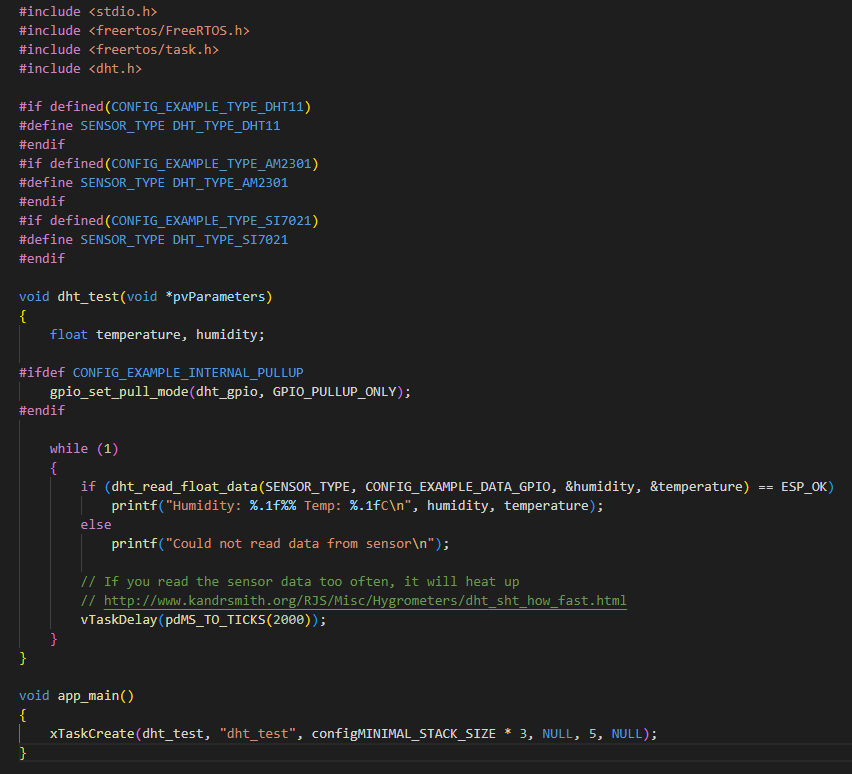 #include <stdio.h>
#include <freertos/FreeRTOS.h>
#include <freertos/task.h>
#include <dht.h>

#if defined(CONFIG_EXAMPLE_TYPE_DHT11)
#define SENSOR_TYPE DHT_TYPE_DHT11
#endif
#if defined(CONFIG_EXAMPLE_TYPE_AM2301)
#define SENSOR_TYPE DHT_TYPE_AM2301
#endif
#if defined(CONFIG_EXAMPLE_TYPE_SI7021)
#define SENSOR_TYPE DHT_TYPE_SI7021
#endif

void dht_test(void *pvParameters)
{
    float temperature, humidity;

#ifdef CONFIG_EXAMPLE_INTERNAL_PULLUP
    gpio_set_pull_mode(dht_gpio, GPIO_PULLUP_ONLY);
#endif

    while (1)
    {
        if (dht_read_float_data(SENSOR_TYPE, CONFIG_EXAMPLE_DATA_GPIO, &humidity, &temperature) == ESP_OK)
            printf("Humidity: %.1f%% Temp: %.1fC\n", humidity, temperature);
        else
            printf("Could not read data from sensor\n");

        // If you read the sensor data too often, it will heat up
        // http://www.kandrsmith.org/RJS/Misc/Hygrometers/dht_sht_how_fast.html
        vTaskDelay(pdMS_TO_TICKS(2000));
    }
}

void app_main()
{
    xTaskCreate(dht_test, "dht_test", configMINIMAL_STACK_SIZE * 3, NULL, 5, NULL);
}